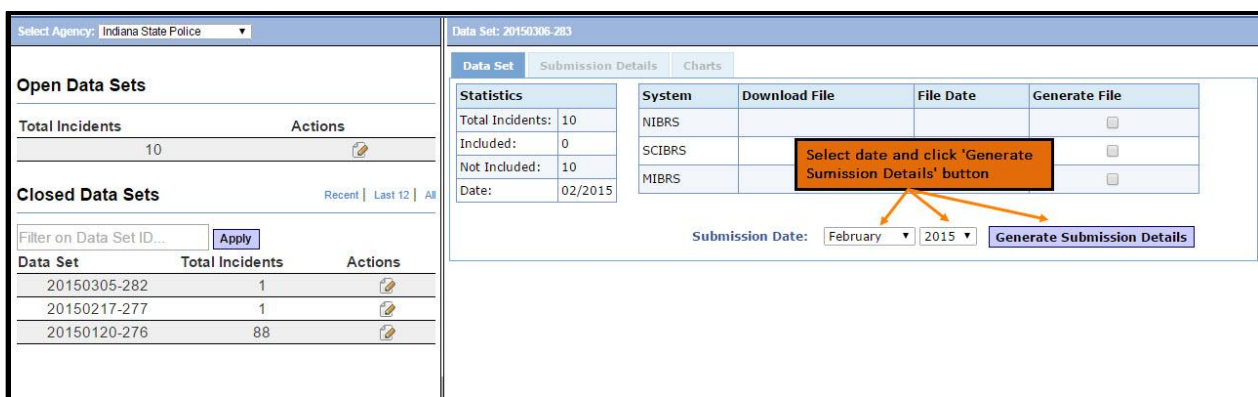 Select Agency: Indiana State Police
Open Data Sets
Total Incidents Actions
10
Closed Data Sets Recent | Last 12 | All
Filter on Data Set ID... Apply
Data Set Total Incidents Actions
20150305-282 1
20150217-277 1
20150120-276 88
Data Set: 20150306-283
Data Set Submission Details Charts
Statistics
Total Incidents: 10
Included: 0
Not Included: 10
Date: 02/2015
System Download File File Date Generate File
NIBRS
SCIBRS
MIBRS
Select date and click 'Generate
Sumission Details' button
Submission Date: February 2015 Generate Submission Details